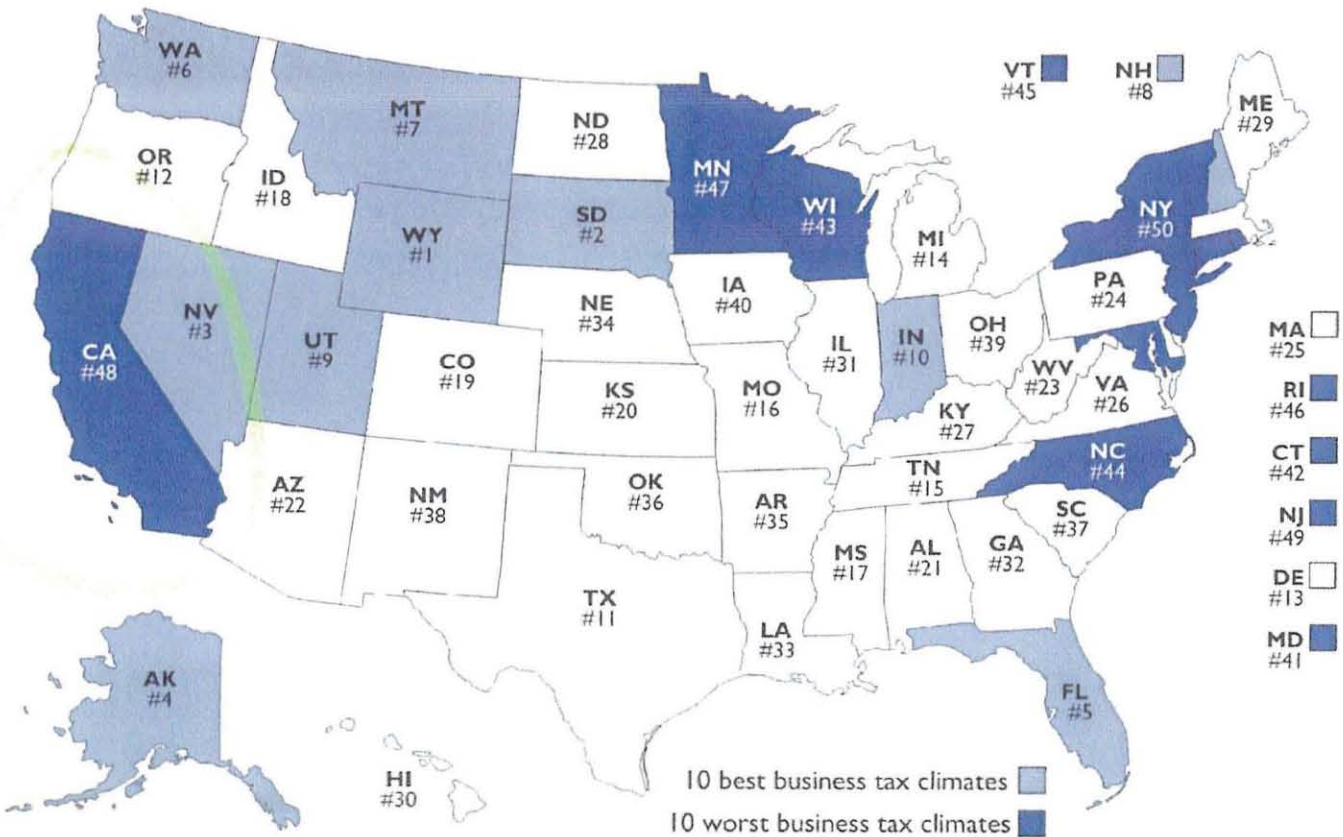 WA
#6
MT
#7
ND
#28
MN
#47
VT
#45
NH
#8
ME
#29
OR
#12
ID
#18
WY
#1
SD
#2
WI
#43
MI
#14
NY
#50
CA
#48
NV
#3
UT
#9
CO
#19
NE
#34
IA
#40
IL
#31
IN
#10
OH
#39
PA
#24
WV
#23
VA
#26
KS
#20
MO
#16
KY
#27
NC
#44
AZ
#22
NM
#38
OK
#36
AR
#35
TN
#15
SC
#37
MS
#17
AL
#21
GA
#32
TX
#11
LA
#33
FL
#5
AK
#4
HI
#30
MA
#25
RI
#46
CT
#42
NJ
#49
DE
#13
MD
#41
10 best business tax climates
10 worst business tax climates